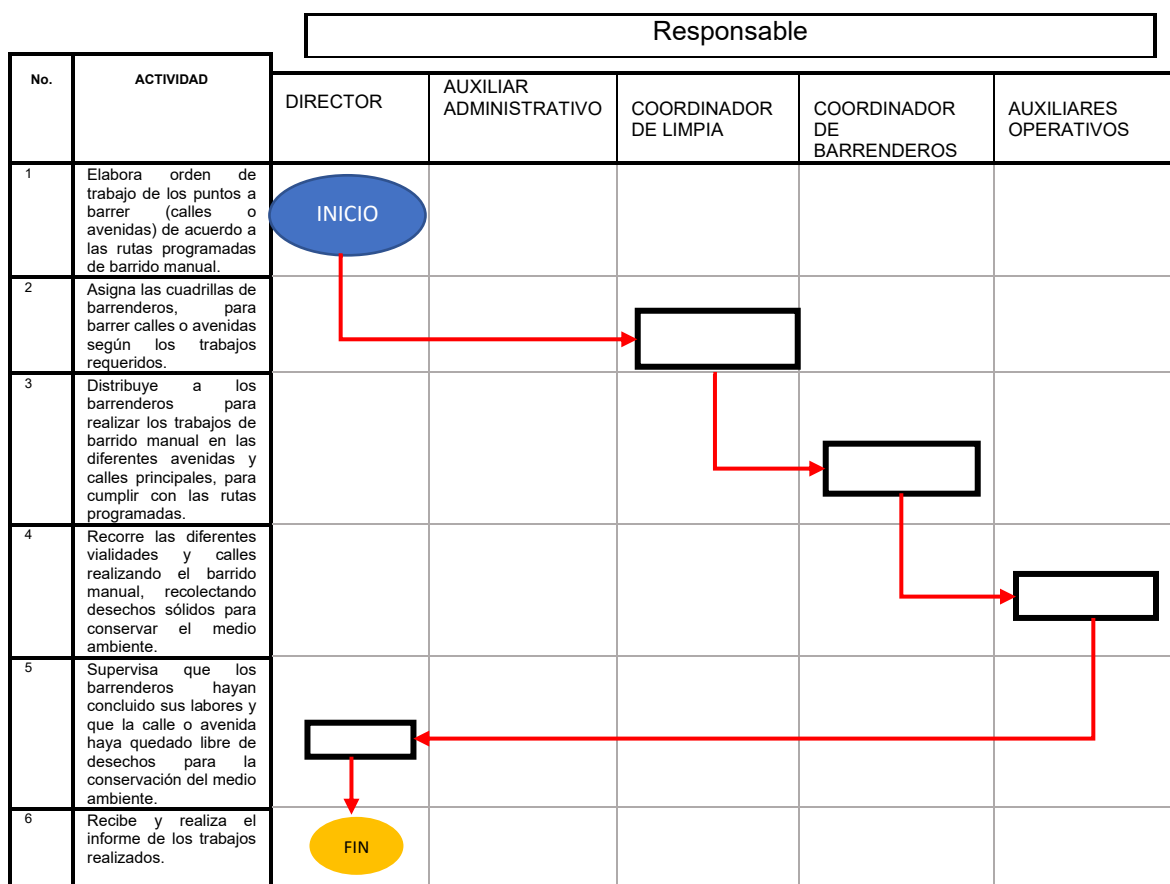 Responsable
No.
ACTIVIDAD
DIRECTOR
AUXILIAR
ADMINISTRATIVO
COORDINADOR
DE LIMPIA
COORDINADOR
DE
BARRENDEROS
AUXILIARES
OPERATIVOS
1
Elabora orden de
trabajo de los puntos a
barrer (calles o
avenidas) de acuerdo a
las rutas programadas
de barrido manual.
INICIO
2
Asigna las cuadrillas de
barrenderos, para
barrer calles o avenidas
según los trabajos
requeridos.
3
Distribuye a los
barrenderos para
realizar los trabajos de
barrido manual en las
diferentes avenidas y
calles principales, para
cumplir con las rutas
programadas.
4
Recorre las diferentes
vialidades y calles
realizando el barrido
manual, recolectando
desechos sólidos para
conservar el medio
ambiente.
5
Supervisa que los
barrenderos hayan
concluido sus labores y
que la calle o avenida
haya quedado libre de
desechos para la
conservación del medio
ambiente.
6
Recibe y realiza el
informe de los trabajos
realizados.
FIN